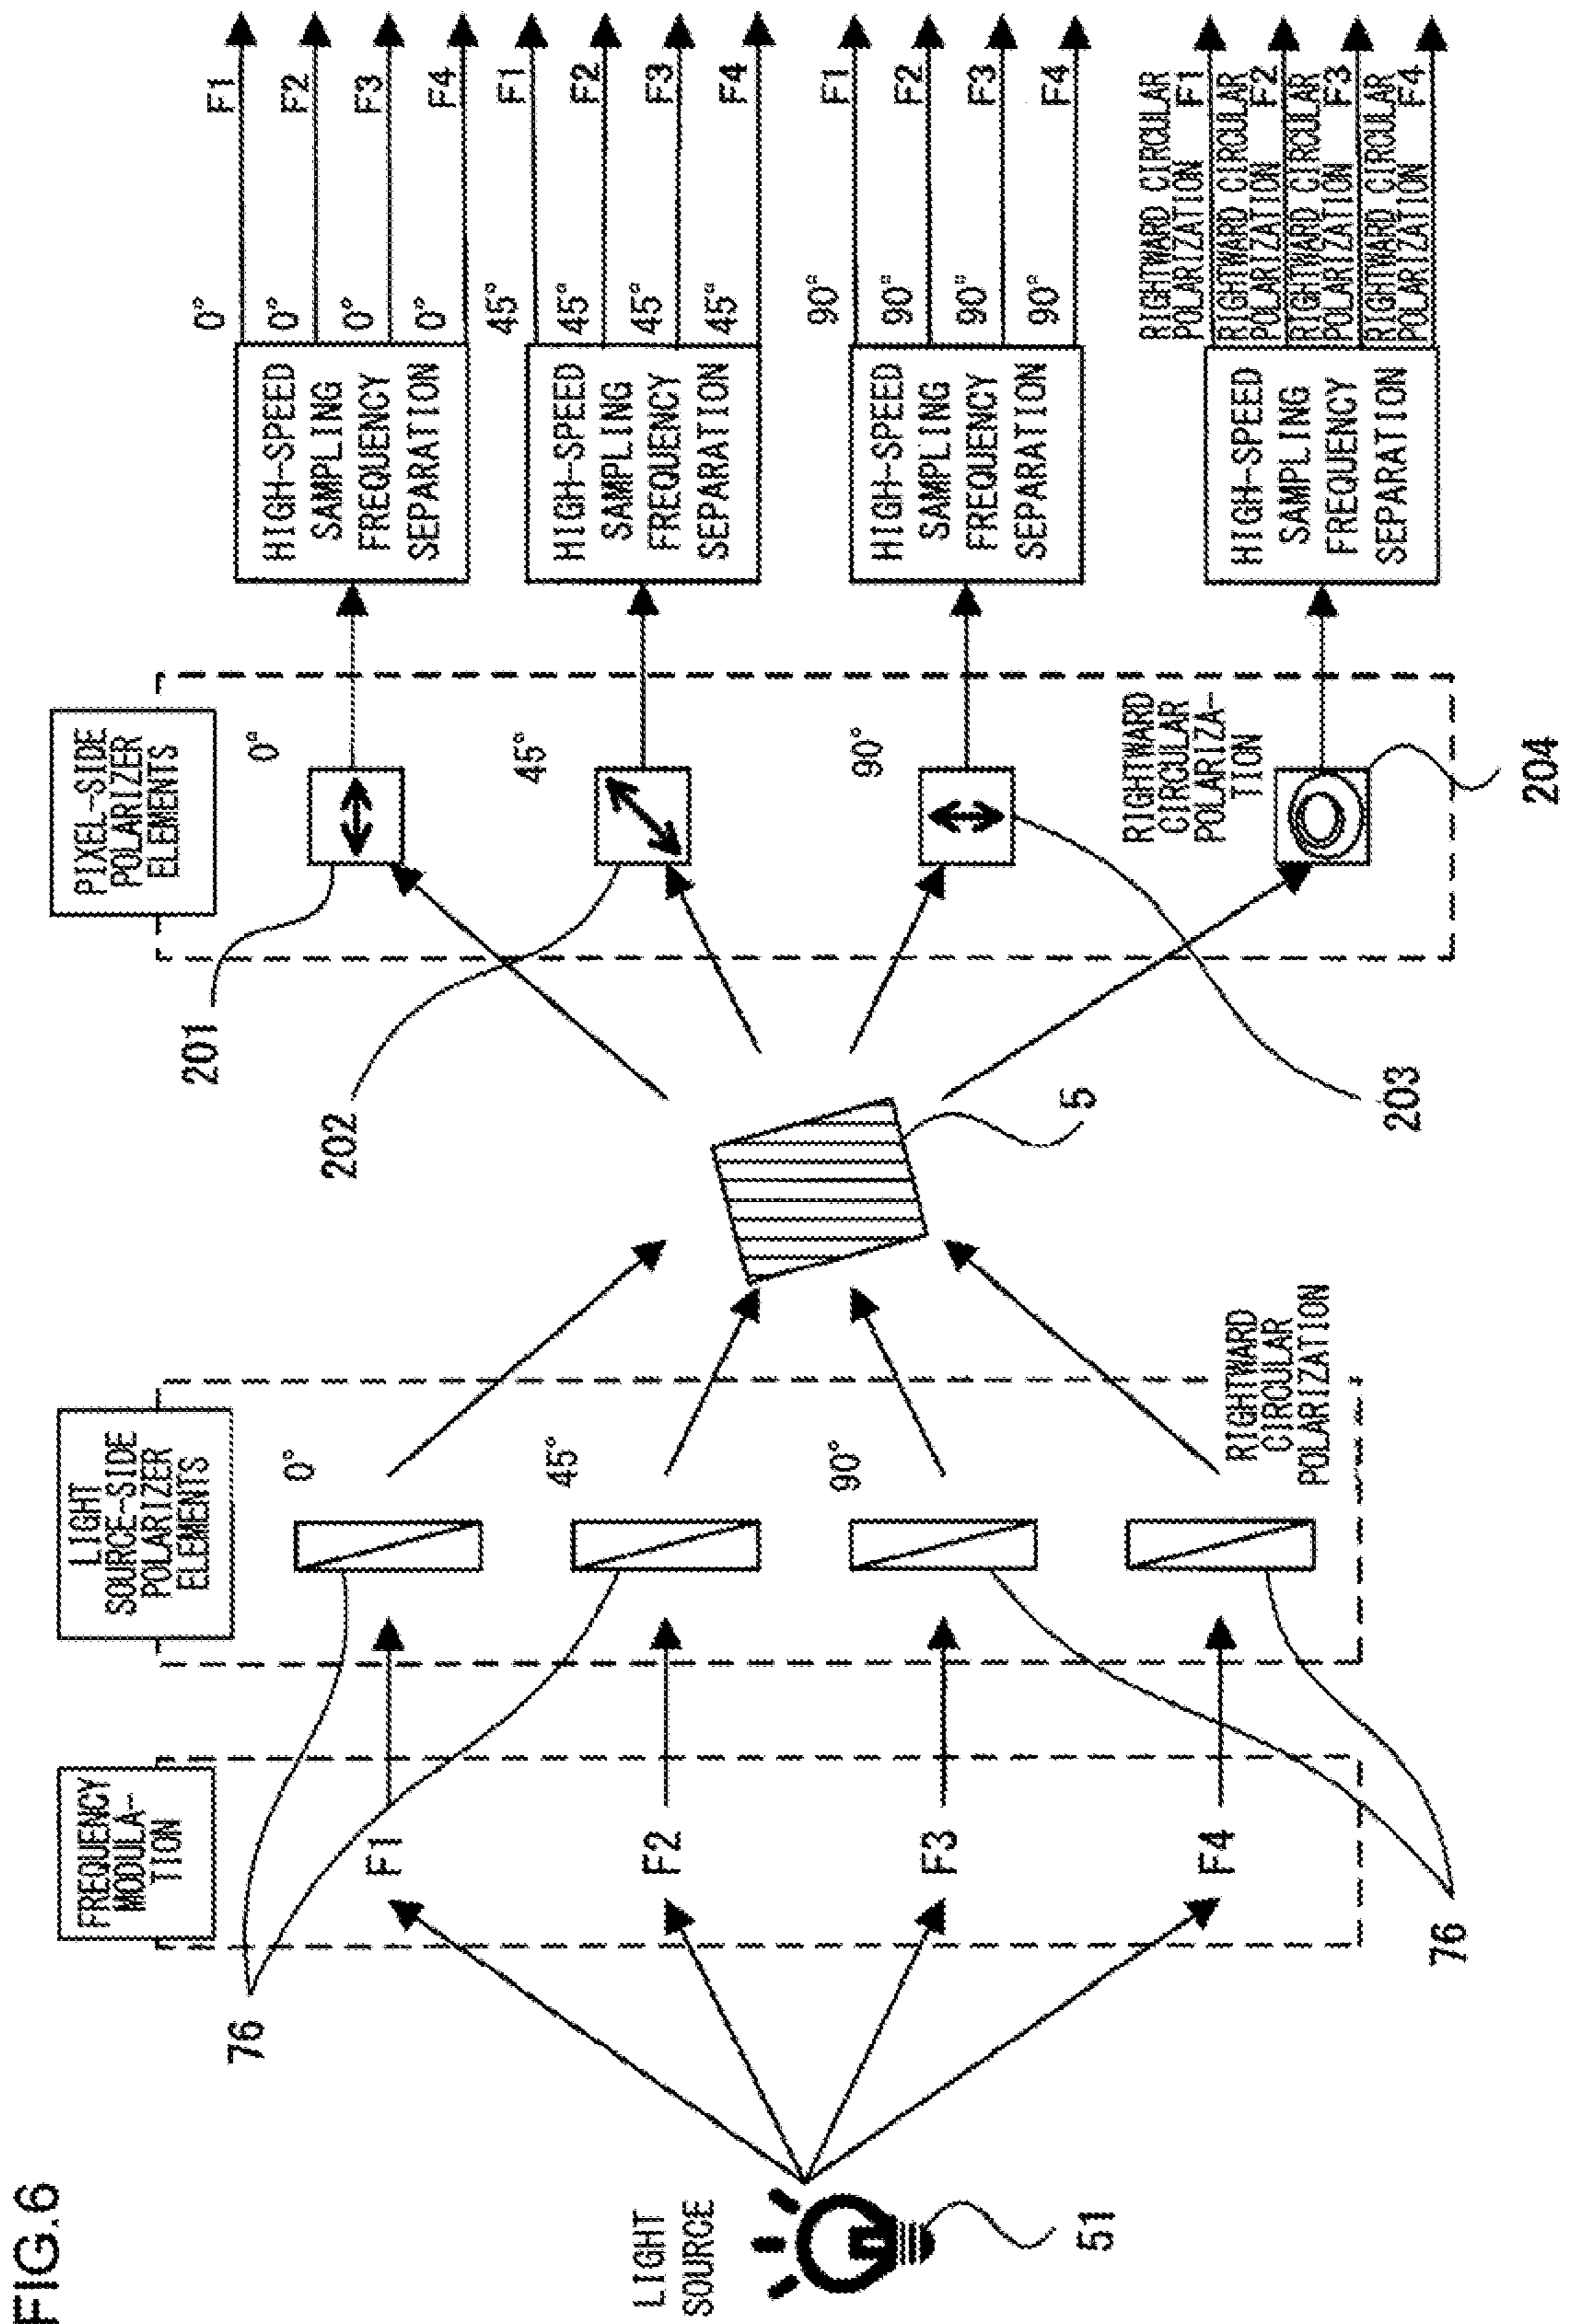 FIG.6
LIGHT
SOURCE
51
FREQUENCY
MODULA-
TION
F1
F2
F3
F4
76
76
LIGHT
SOURCE-SIDE
POLARIZER
ELEMENTS
0°
45°
90°
RIGHTWARD
CIRCULAR
POLARIZATION
5
PIXEL-SIDE
POLARIZER
ELEMENTS
0°
45°
90°
RIGHTWARD
CIRCULAR
POLARIZA-
TION
201
202
203
204
HIGH-SPEED
SAMPLING
FREQUENCY
SEPARATION
0° F1
0° F2
0° F3
0° F4
HIGH-SPEED
SAMPLING
FREQUENCY
SEPARATION
45° F1
45° F2
45° F3
45° F4
HIGH-SPEED
SAMPLING
FREQUENCY
SEPARATION
90° F1
90° F2
90° F3
90° F4
HIGH-SPEED
SAMPLING
FREQUENCY
SEPARATION
RIGHTWARD CIRCULAR
POLARIZATION F1
RIGHTWARD CIRCULAR
POLARIZATION F2
RIGHTWARD CIRCULAR
POLARIZATION F3
RIGHTWARD CIRCULAR
POLARIZATION F4